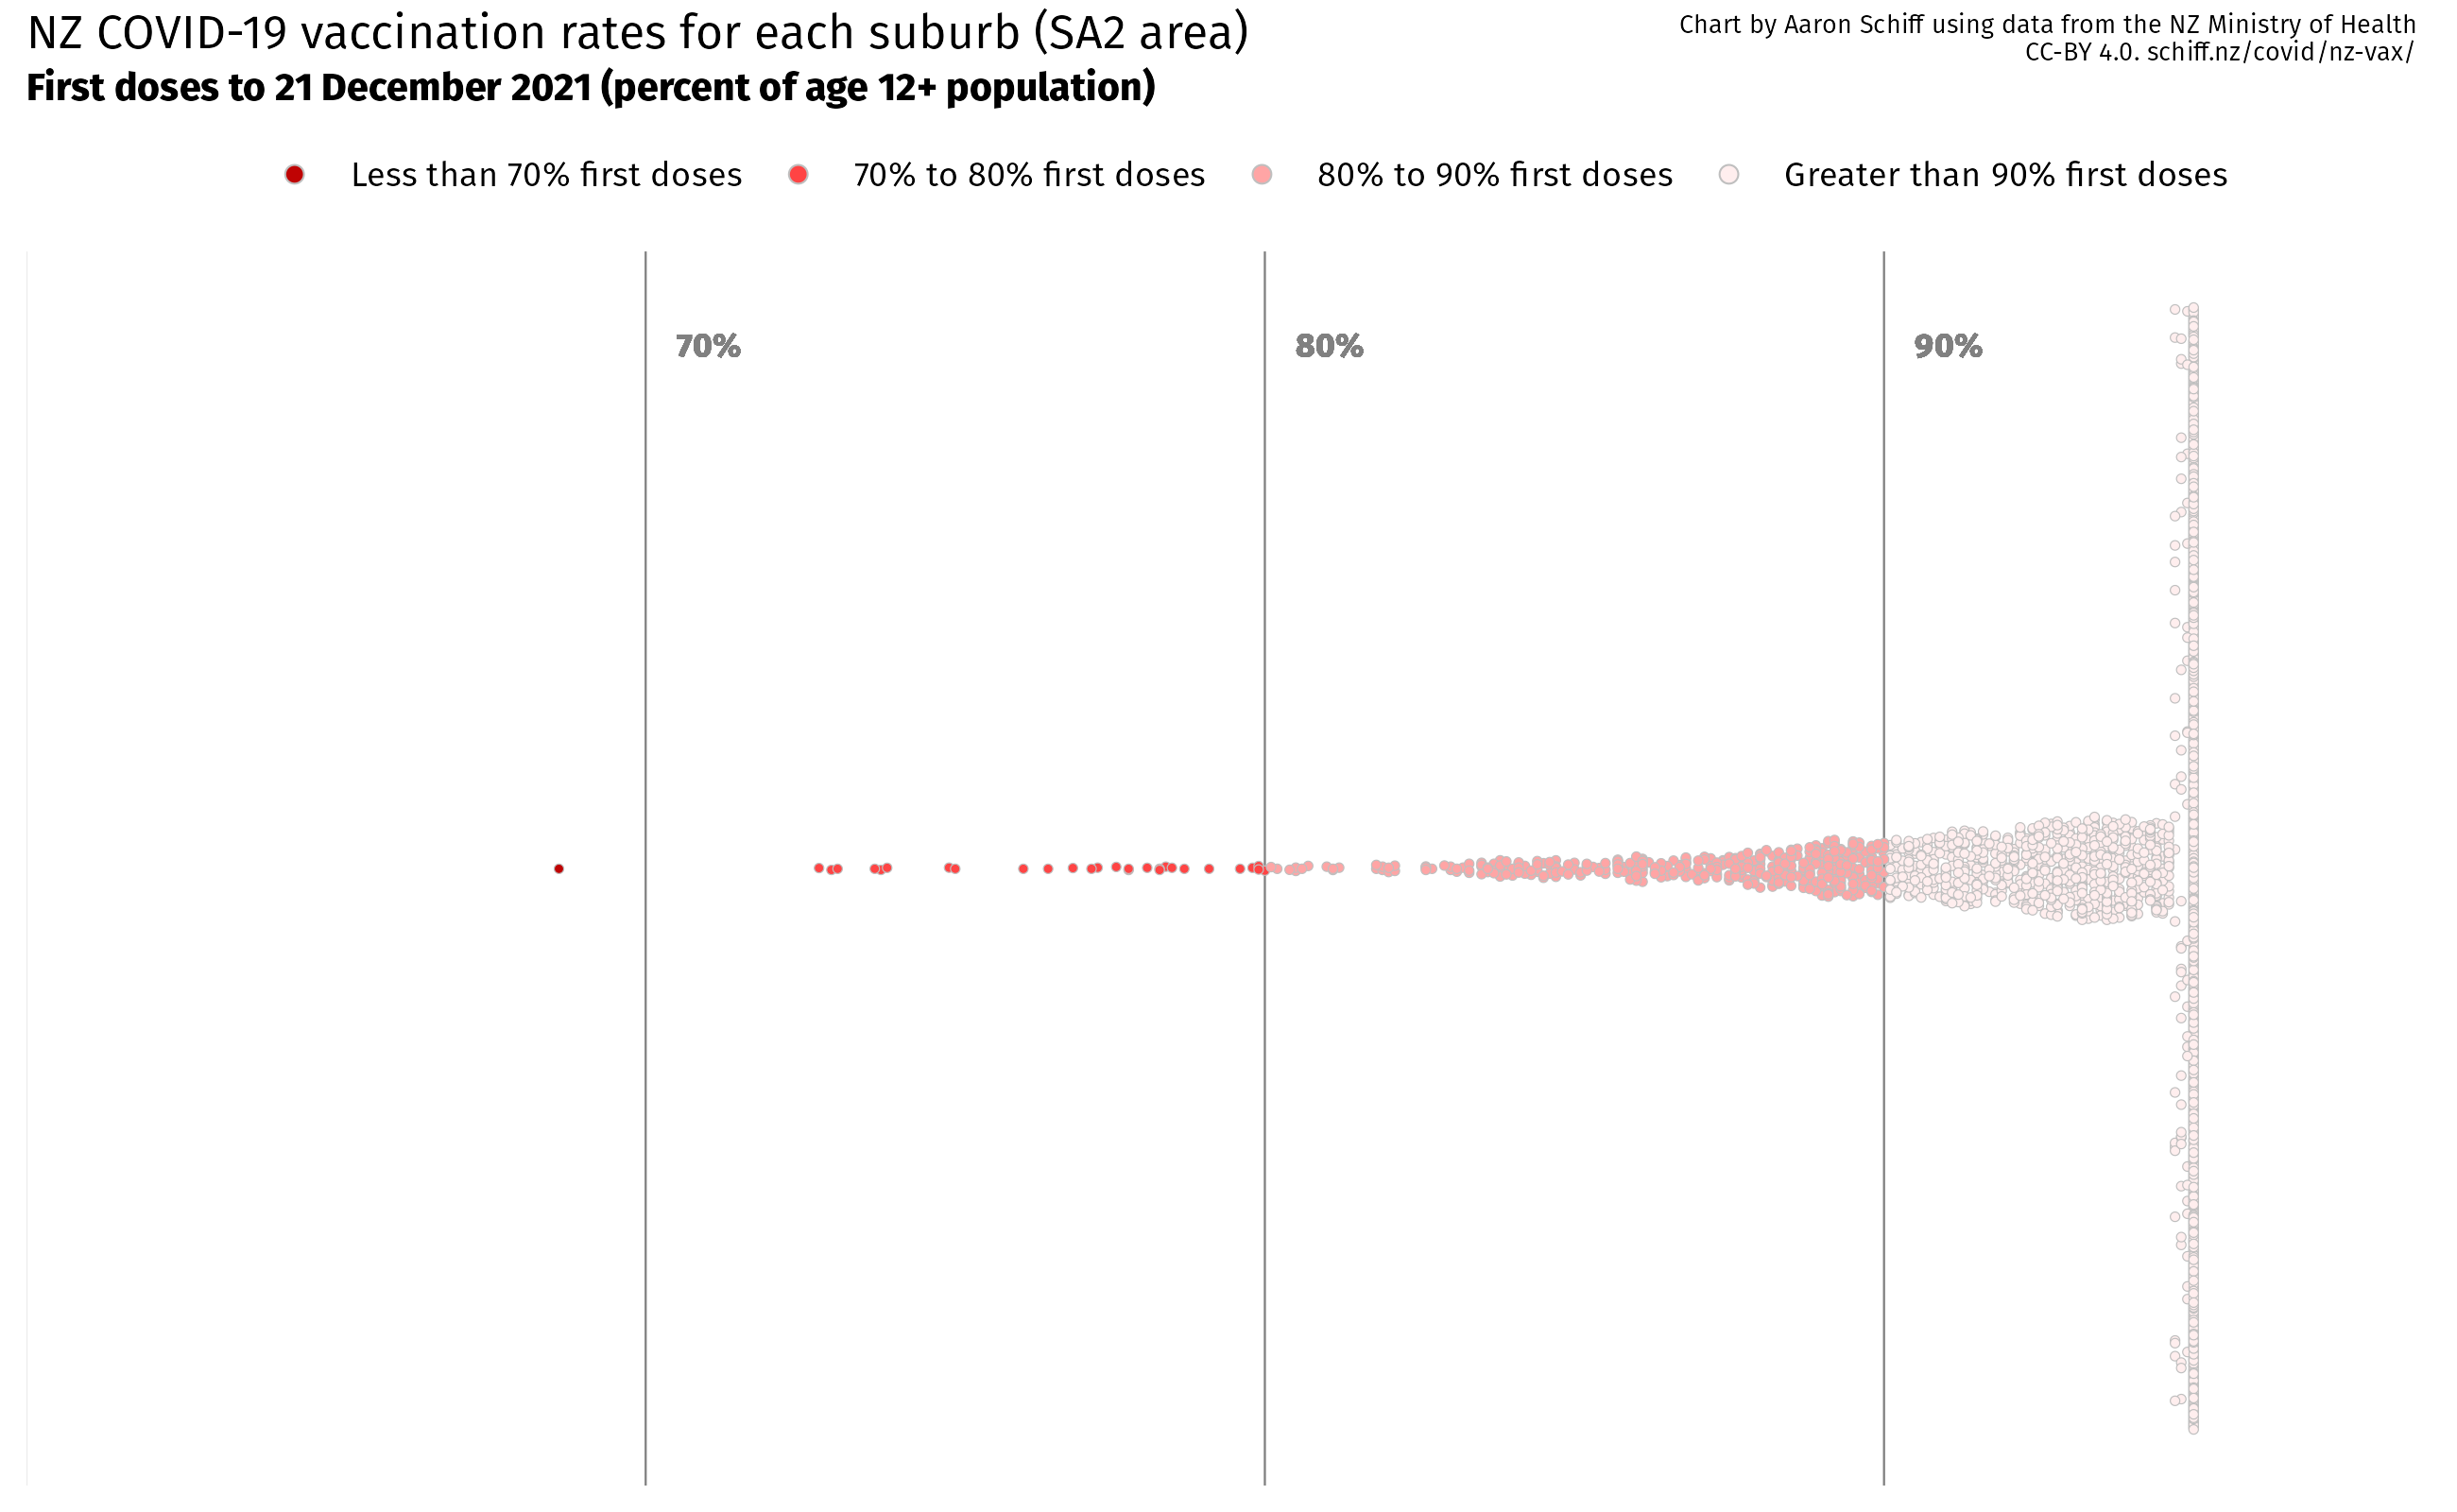 NZ COVID-19 vaccination rates for each suburb (SA2 area)
First doses to 21 December 2021 (percent of age 12+ population)
Chart by Aaron Schiff using data from the NZ Ministry of Health
CC-BY 4.0. schiff.nz/covid/nz-vax/
Less than 70% first doses
70% to 80% first doses
80% to 90% first doses
Greater than 90% first doses
70%
80%
90%